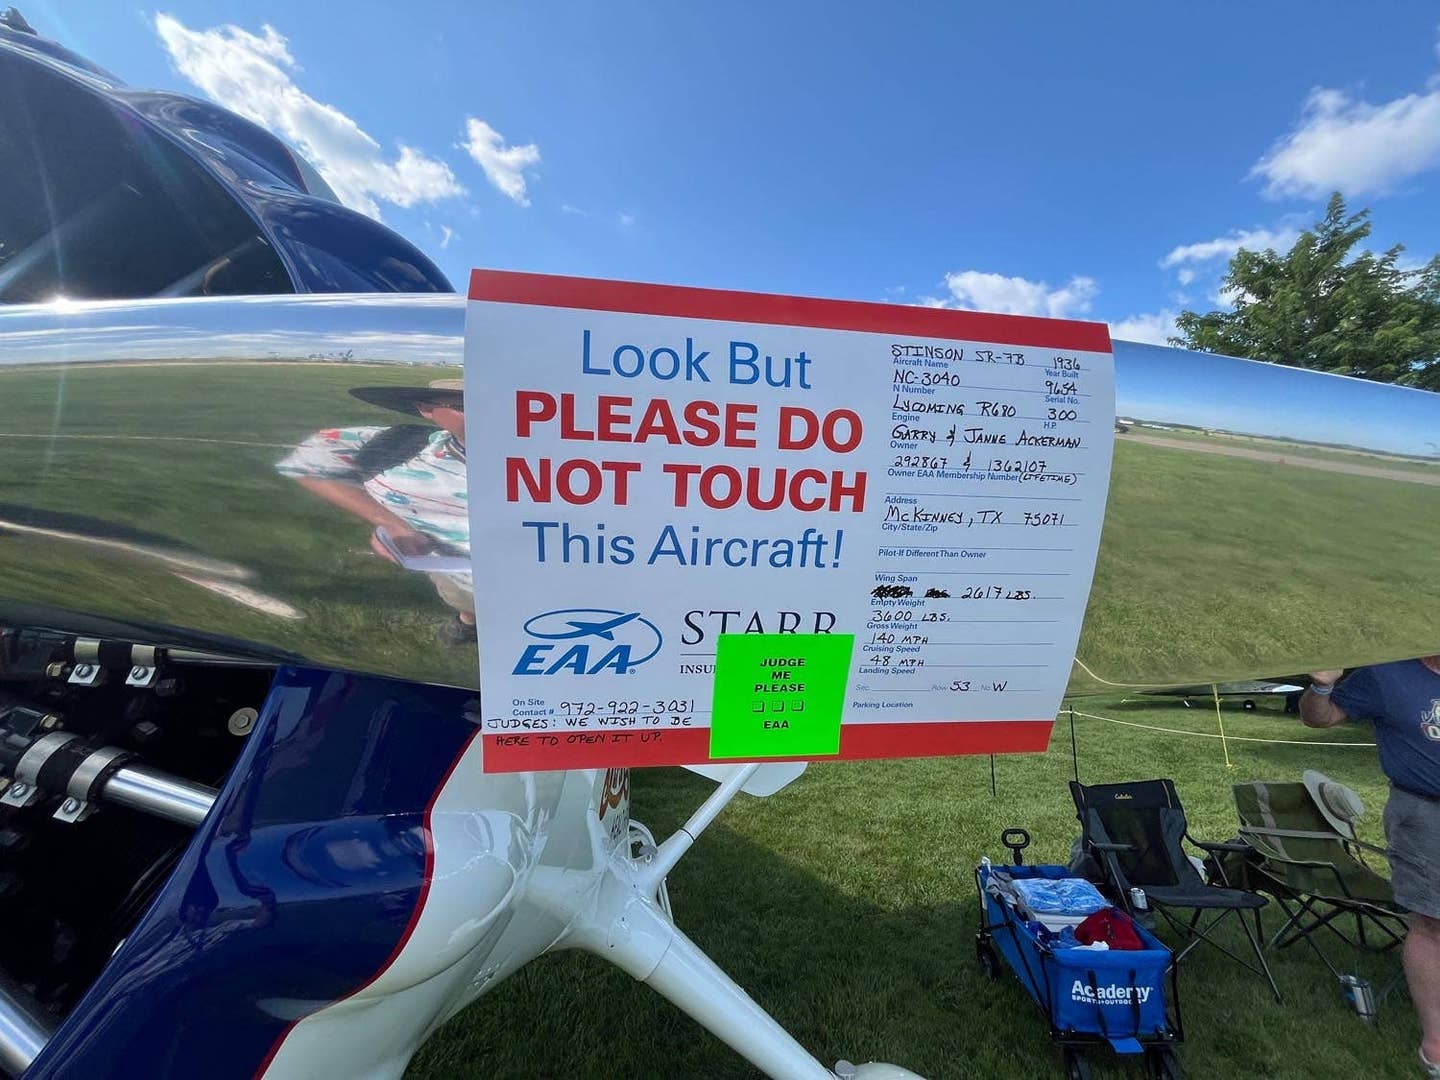 Look But
PLEASE DO
NOT TOUCH
This Aircraft!
EAA
STARR
INSU
On Site
Contact # 972-922-3031
JUDGES: WE WISH TO BE
HERE TO OPEN IT UP.
JUDGE
ME
PLEASE
EAA
STINSON SR-7B 1936
Aircraft Name Year Built
NC-3040 9654
N Number Serial No.
LYCOMING R680 300
Engine H.P.
GARRY & JANNE ACKERMAN
Owner
292867 & 1362107
Owner EAA Membership Number (LIFETIME)
Address
McKINNEY, TX 75071
City/State/Zip
Pilot-If Different Than Owner
Wing Span
2617 LBS.
Empty Weight
3600 LBS.
Gross Weight
140 MPH
Cruising Speed
48 MPH
Landing Speed
Sec. Row 53 No. W
Parking Location
Cabela's
Academy
SPORTS+OUTDOORS